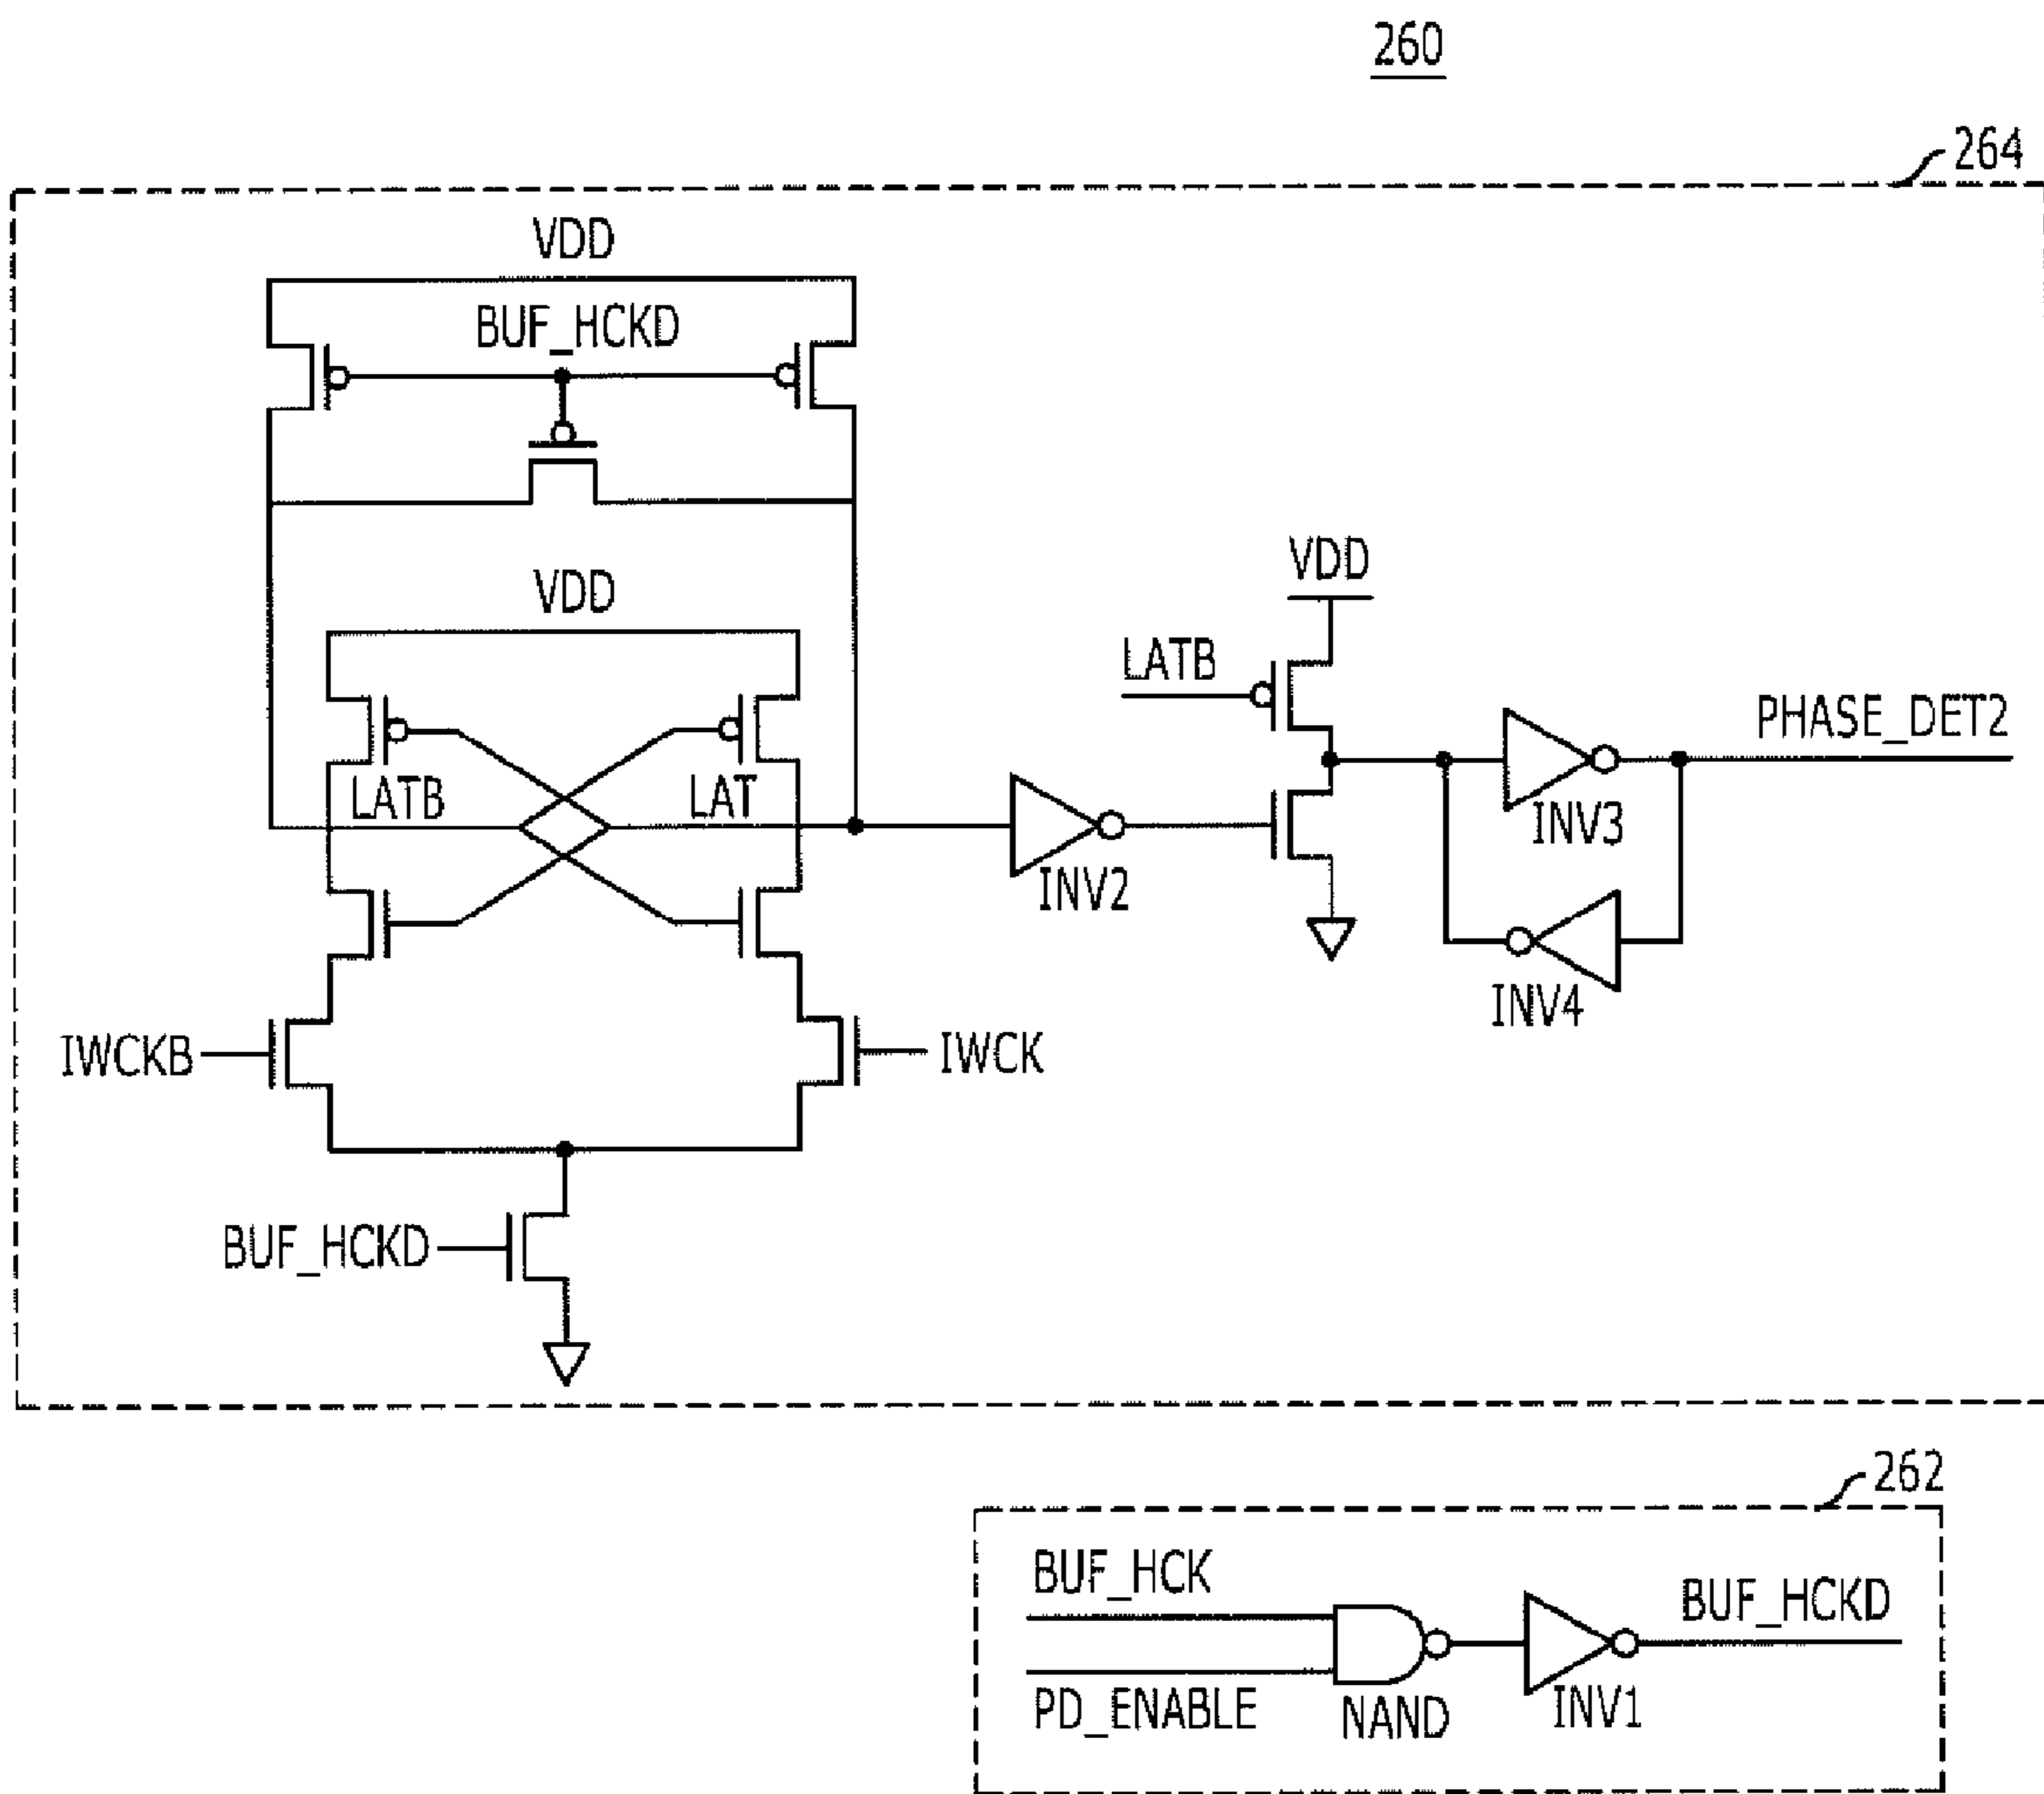 260
264
VDD
BUF_HCKD
VDD
VDD
LATB
PHASE_DET2
LATB
LAT
INV3
INV2
INV4
IWCKB
IWCK
BUF_HCKD
262
BUF_HCK
BUF_HCKD
PD_ENABLE
NAND
INV1